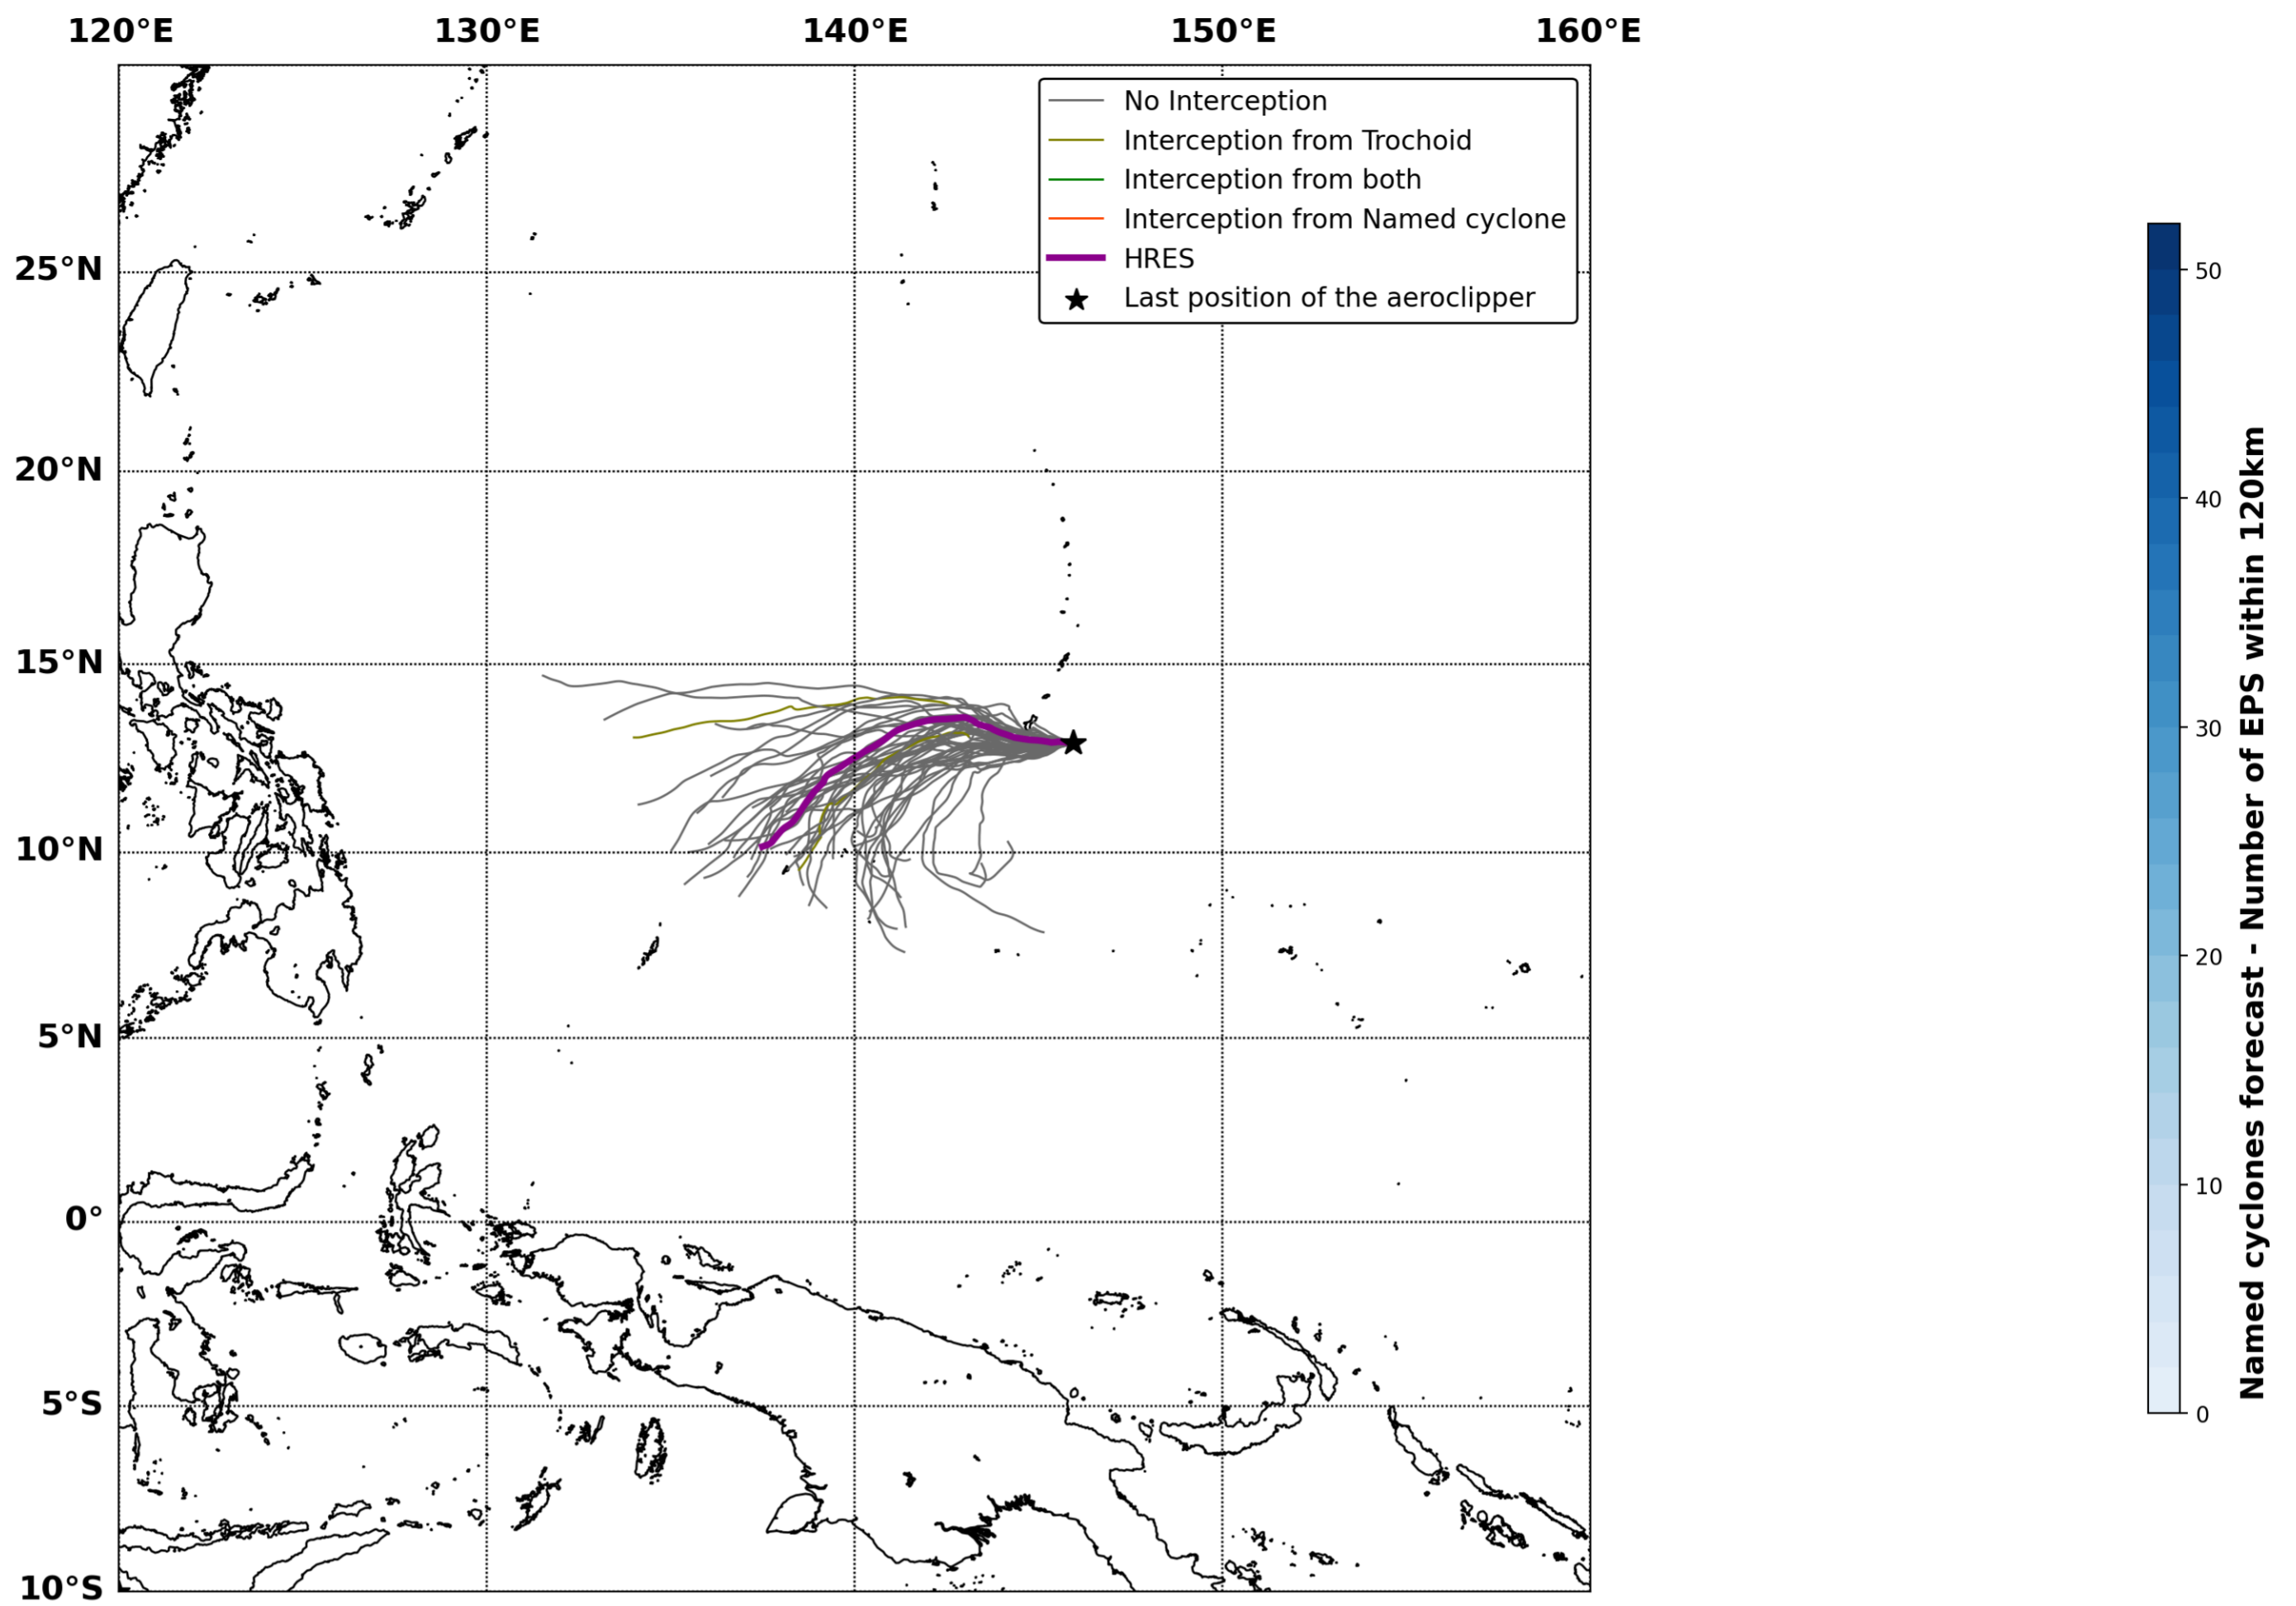 120°E 130°E 140°E 150°E 160°E
No Interception
Interception from Trochoid
Interception from both
Interception from Named cyclone
HRES
Last position of the aeroclipper
25°N
20°N
15°N
10°N
5°N
0°
5°S
10°S
50
40
30
20
10
0
Named cyclones forecast - Number of EPS within 120km